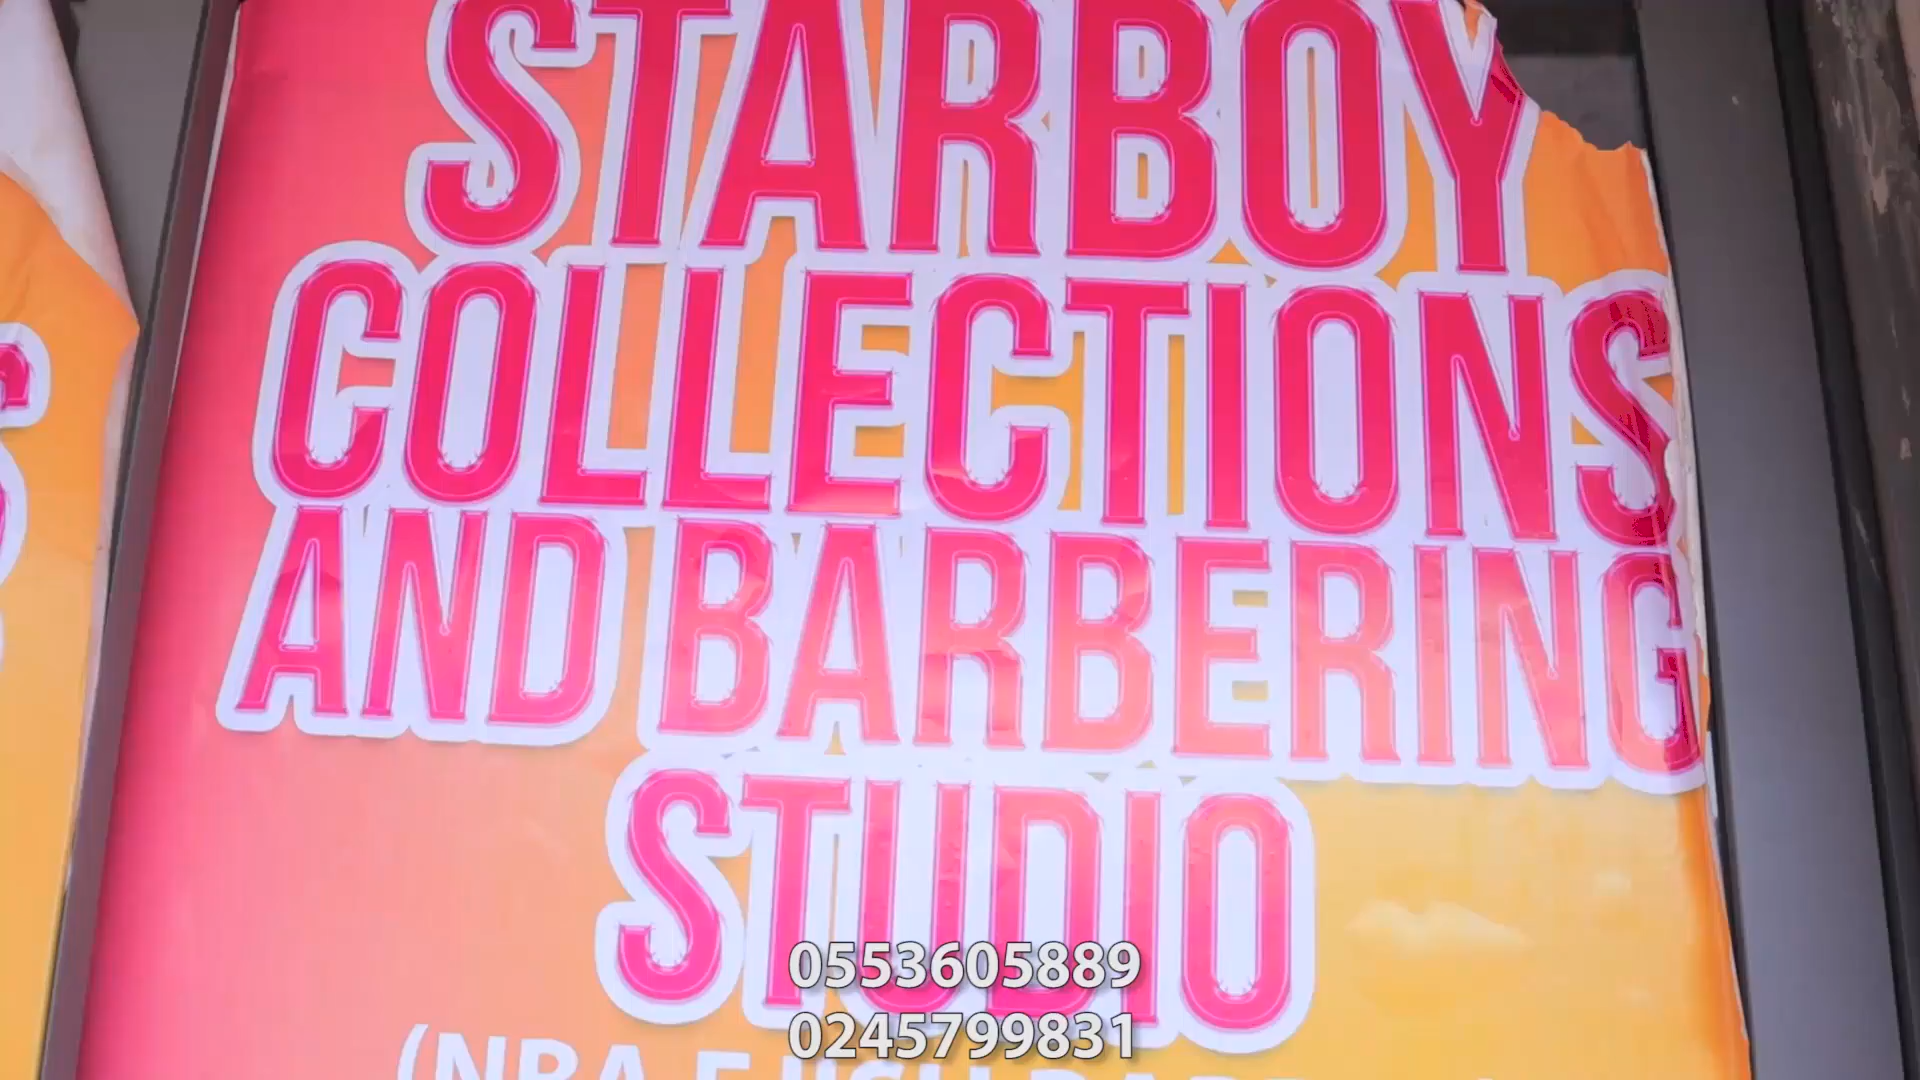 STARBOY
COLLECTIONS
AND BARBERING
STUDIO
0553605889
0245799831